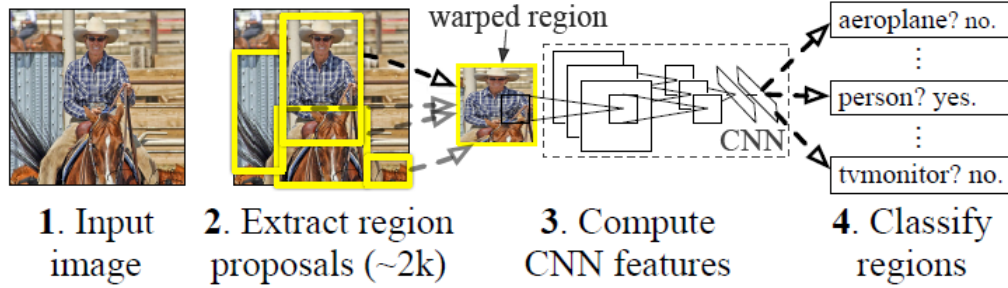 warped region
aeroplane? no.
⋮
person? yes.
⋮
tvmonitor? no.
CNN
1. Input
image
2. Extract region
proposals (~2k)
3. Compute
CNN features
4. Classify
regions